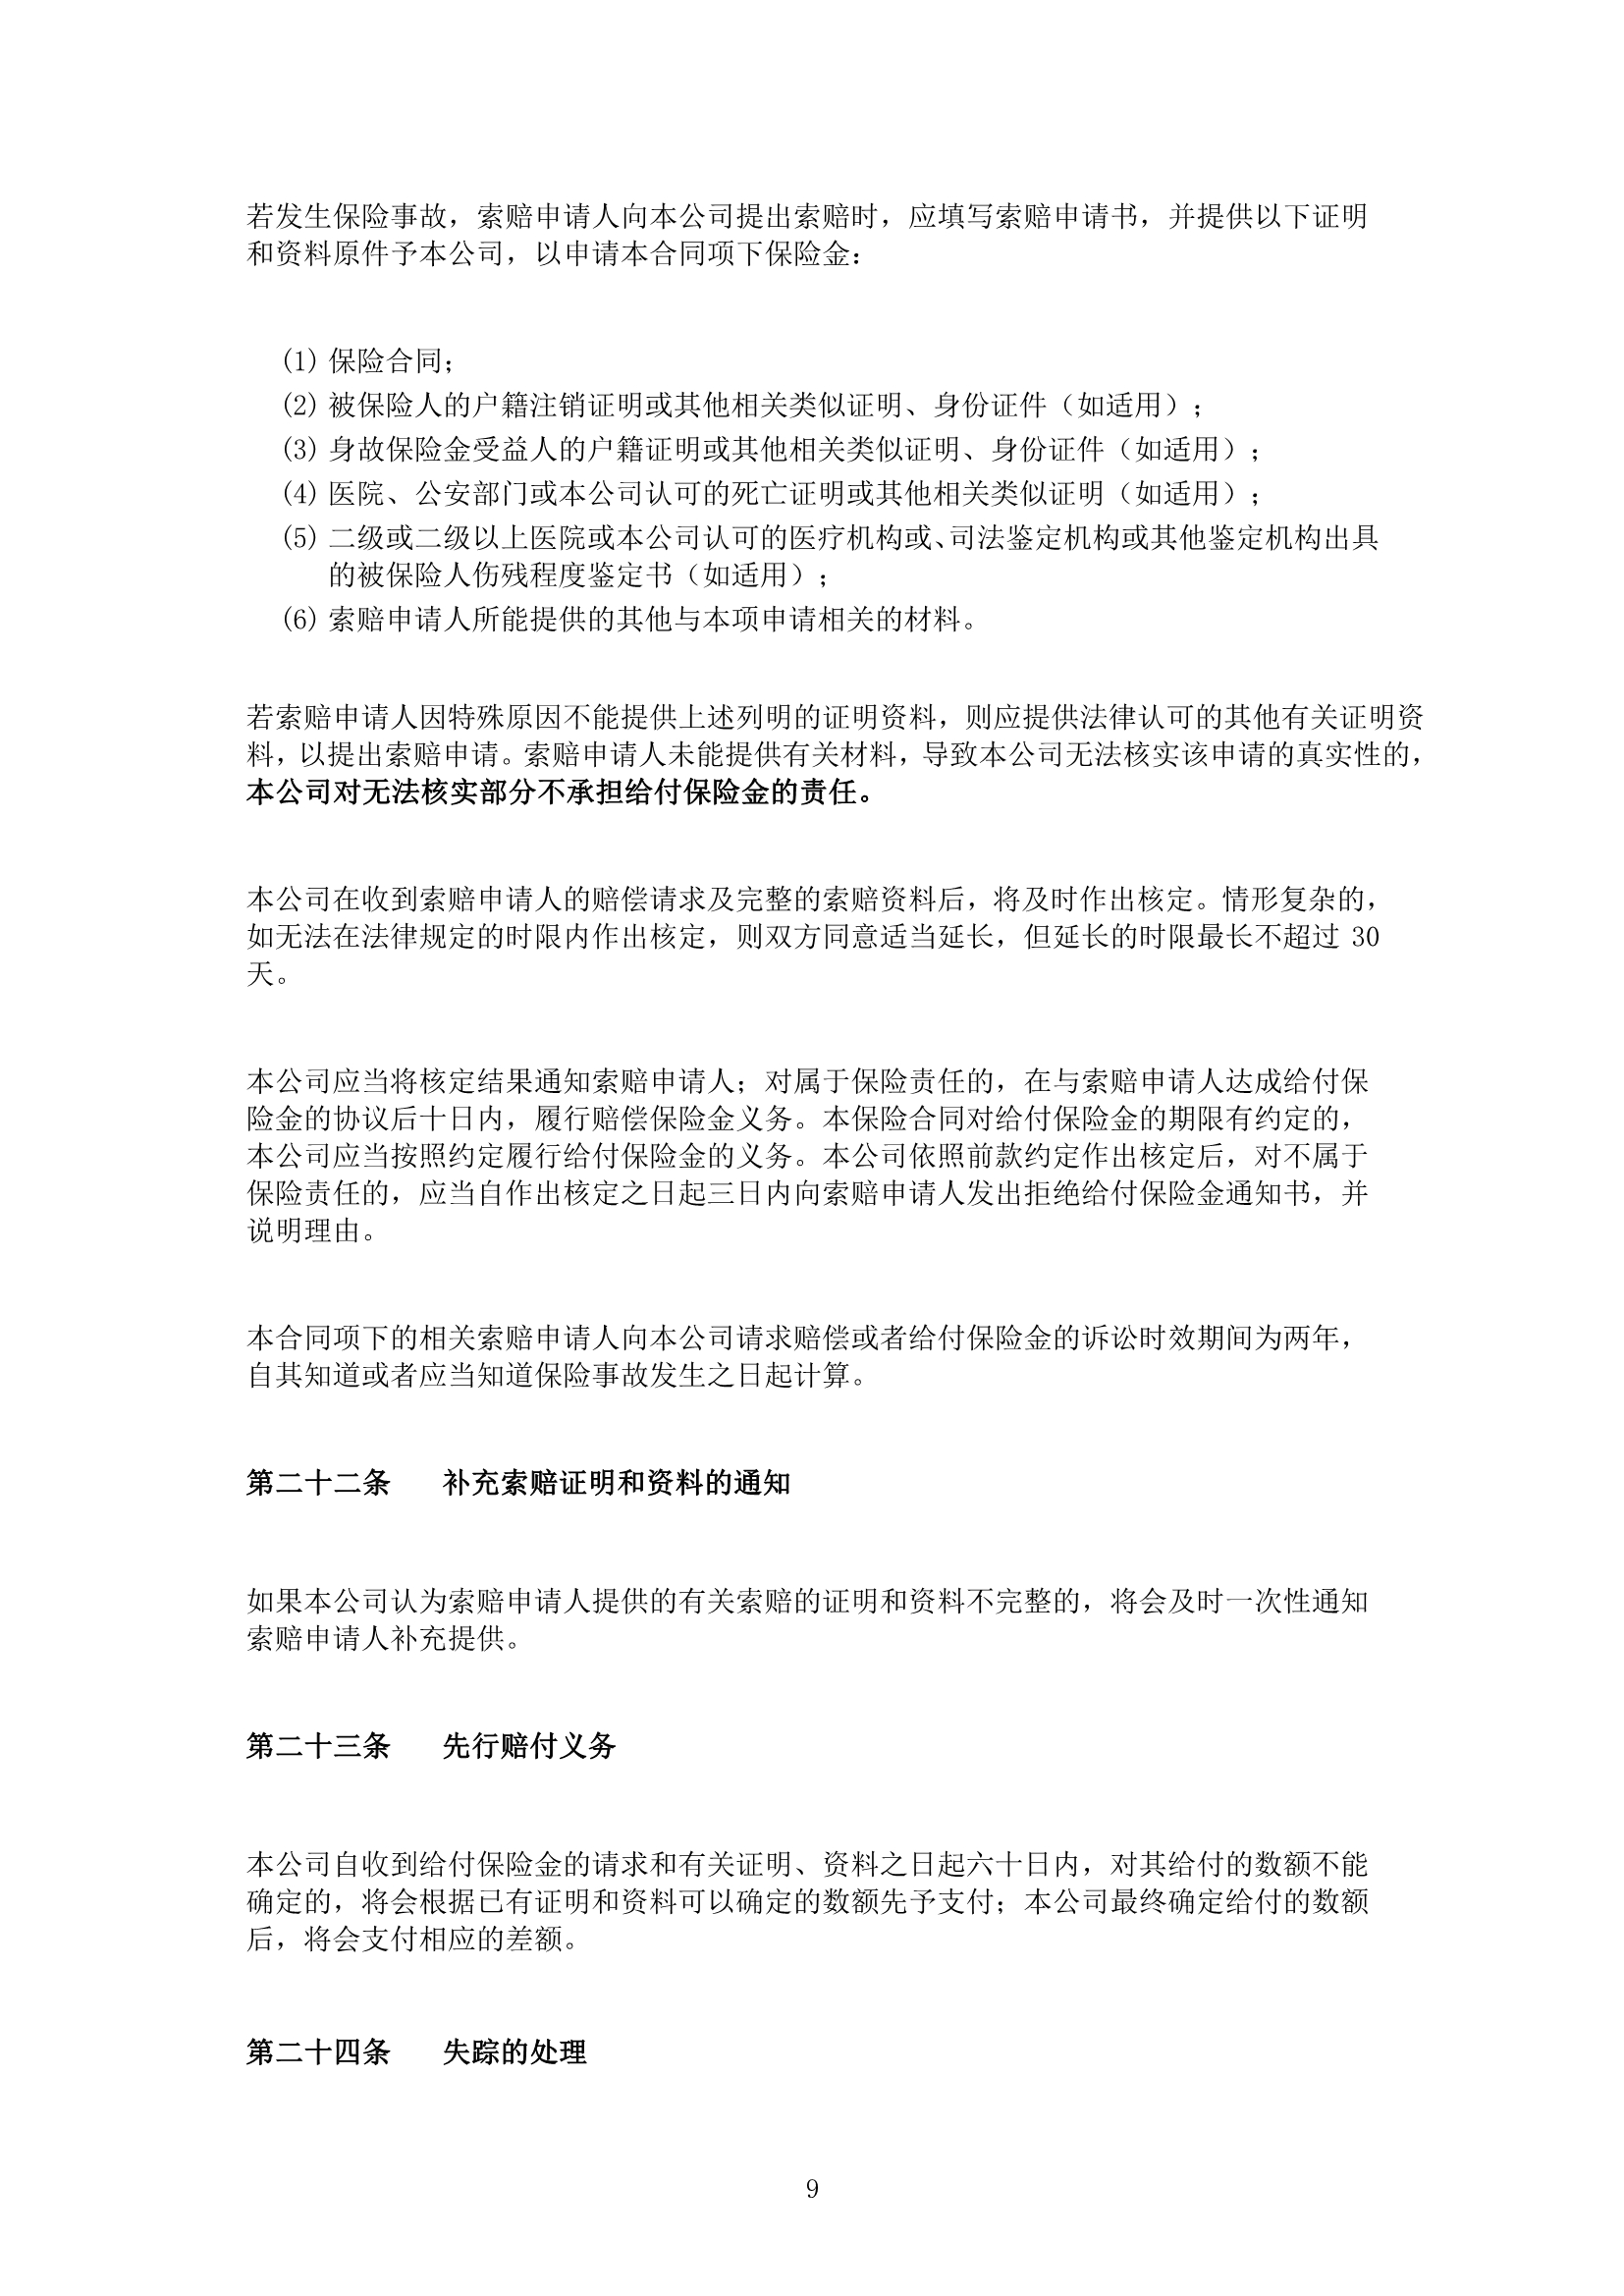 若发生保险事故，索赔申请人向本公司提出索赔时，应填写索赔申请书，并提供以下证明
和资料原件予本公司，以申请本合同项下保险金：
(1) 保险合同；
(2) 被保险人的户籍注销证明或其他相关类似证明、身份证件（如适用）；
(3) 身故保险金受益人的户籍证明或其他相关类似证明、身份证件（如适用）；
(4) 医院、公安部门或本公司认可的死亡证明或其他相关类似证明（如适用）；
(5) 二级或二级以上医院或本公司认可的医疗机构或、司法鉴定机构或其他鉴定机构出具
的被保险人伤残程度鉴定书（如适用）；
(6) 索赔申请人所能提供的其他与本项申请相关的材料。
若索赔申请人因特殊原因不能提供上述列明的证明资料，则应提供法律认可的其他有关证明资
料，以提出索赔申请。索赔申请人未能提供有关材料，导致本公司无法核实该申请的真实性的，
本公司对无法核实部分不承担给付保险金的责任。
本公司在收到索赔申请人的赔偿请求及完整的索赔资料后，将及时作出核定。情形复杂的，
如无法在法律规定的时限内作出核定，则双方同意适当延长，但延长的时限最长不超过 30
天。
本公司应当将核定结果通知索赔申请人；对属于保险责任的，在与索赔申请人达成给付保
险金的协议后十日内，履行赔偿保险金义务。本保险合同对给付保险金的期限有约定的，
本公司应当按照约定履行给付保险金的义务。本公司依照前款约定作出核定后，对不属于
保险责任的，应当自作出核定之日起三日内向索赔申请人发出拒绝给付保险金通知书，并
说明理由。
本合同项下的相关索赔申请人向本公司请求赔偿或者给付保险金的诉讼时效期间为两年，
自其知道或者应当知道保险事故发生之日起计算。
第二十二条 补充索赔证明和资料的通知
如果本公司认为索赔申请人提供的有关索赔的证明和资料不完整的，将会及时一次性通知
索赔申请人补充提供。
第二十三条 先行赔付义务
本公司自收到给付保险金的请求和有关证明、资料之日起六十日内，对其给付的数额不能
确定的，将会根据已有证明和资料可以确定的数额先予支付；本公司最终确定给付的数额
后，将会支付相应的差额。
第二十四条 失踪的处理
9